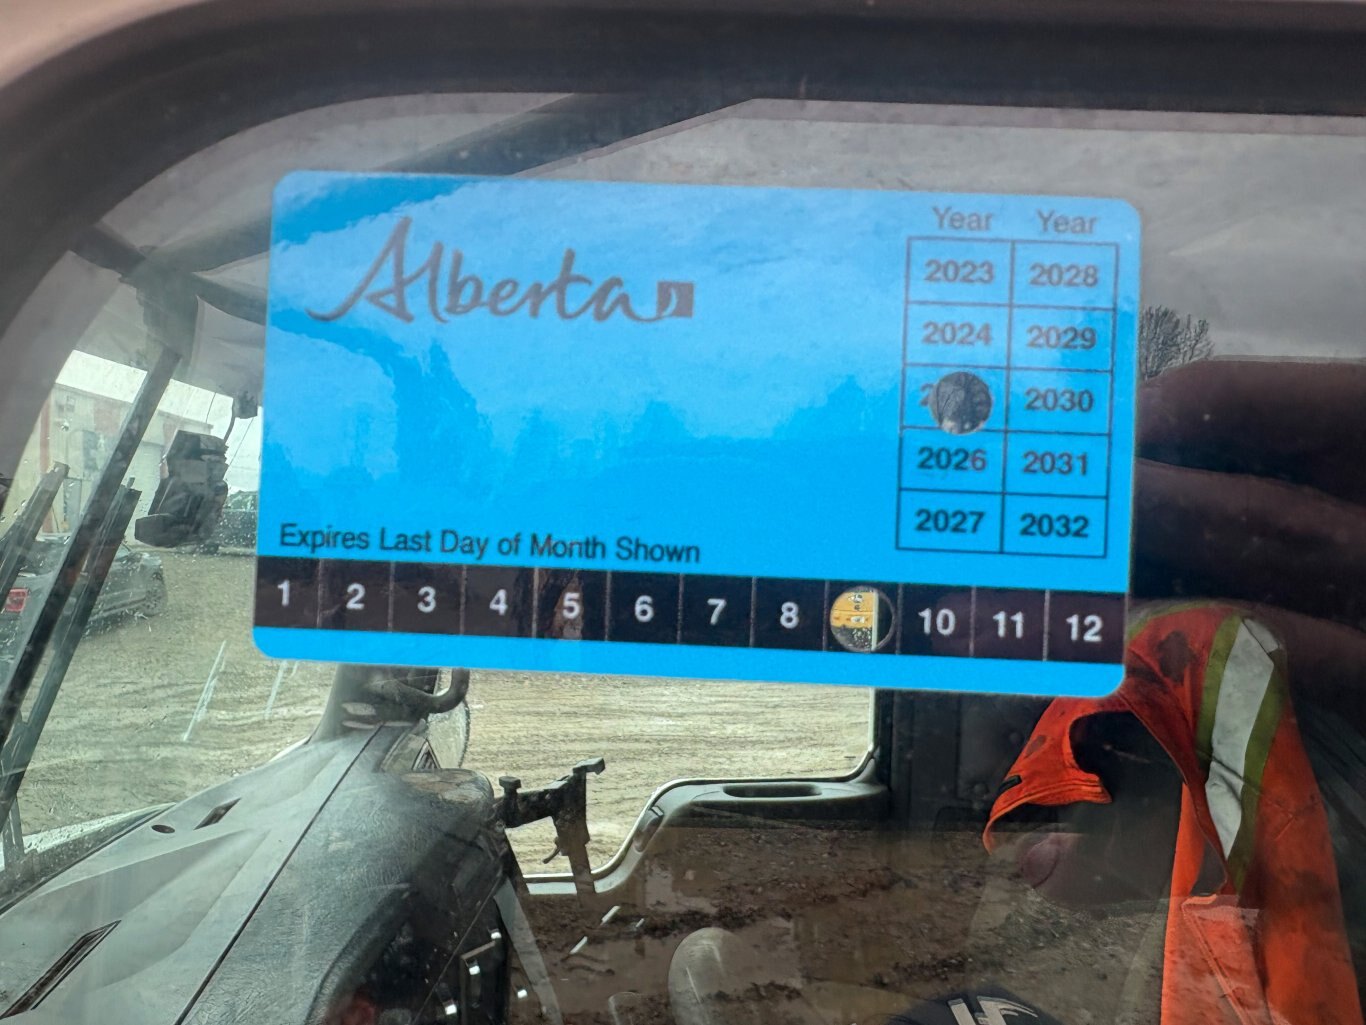 Alberta
Year Year
2023 2028
2024 2029
2030
2026 2031
2027 2032
Expires Last Day of Month Shown
1 2 3 4 5 6 7 8 10 11 12